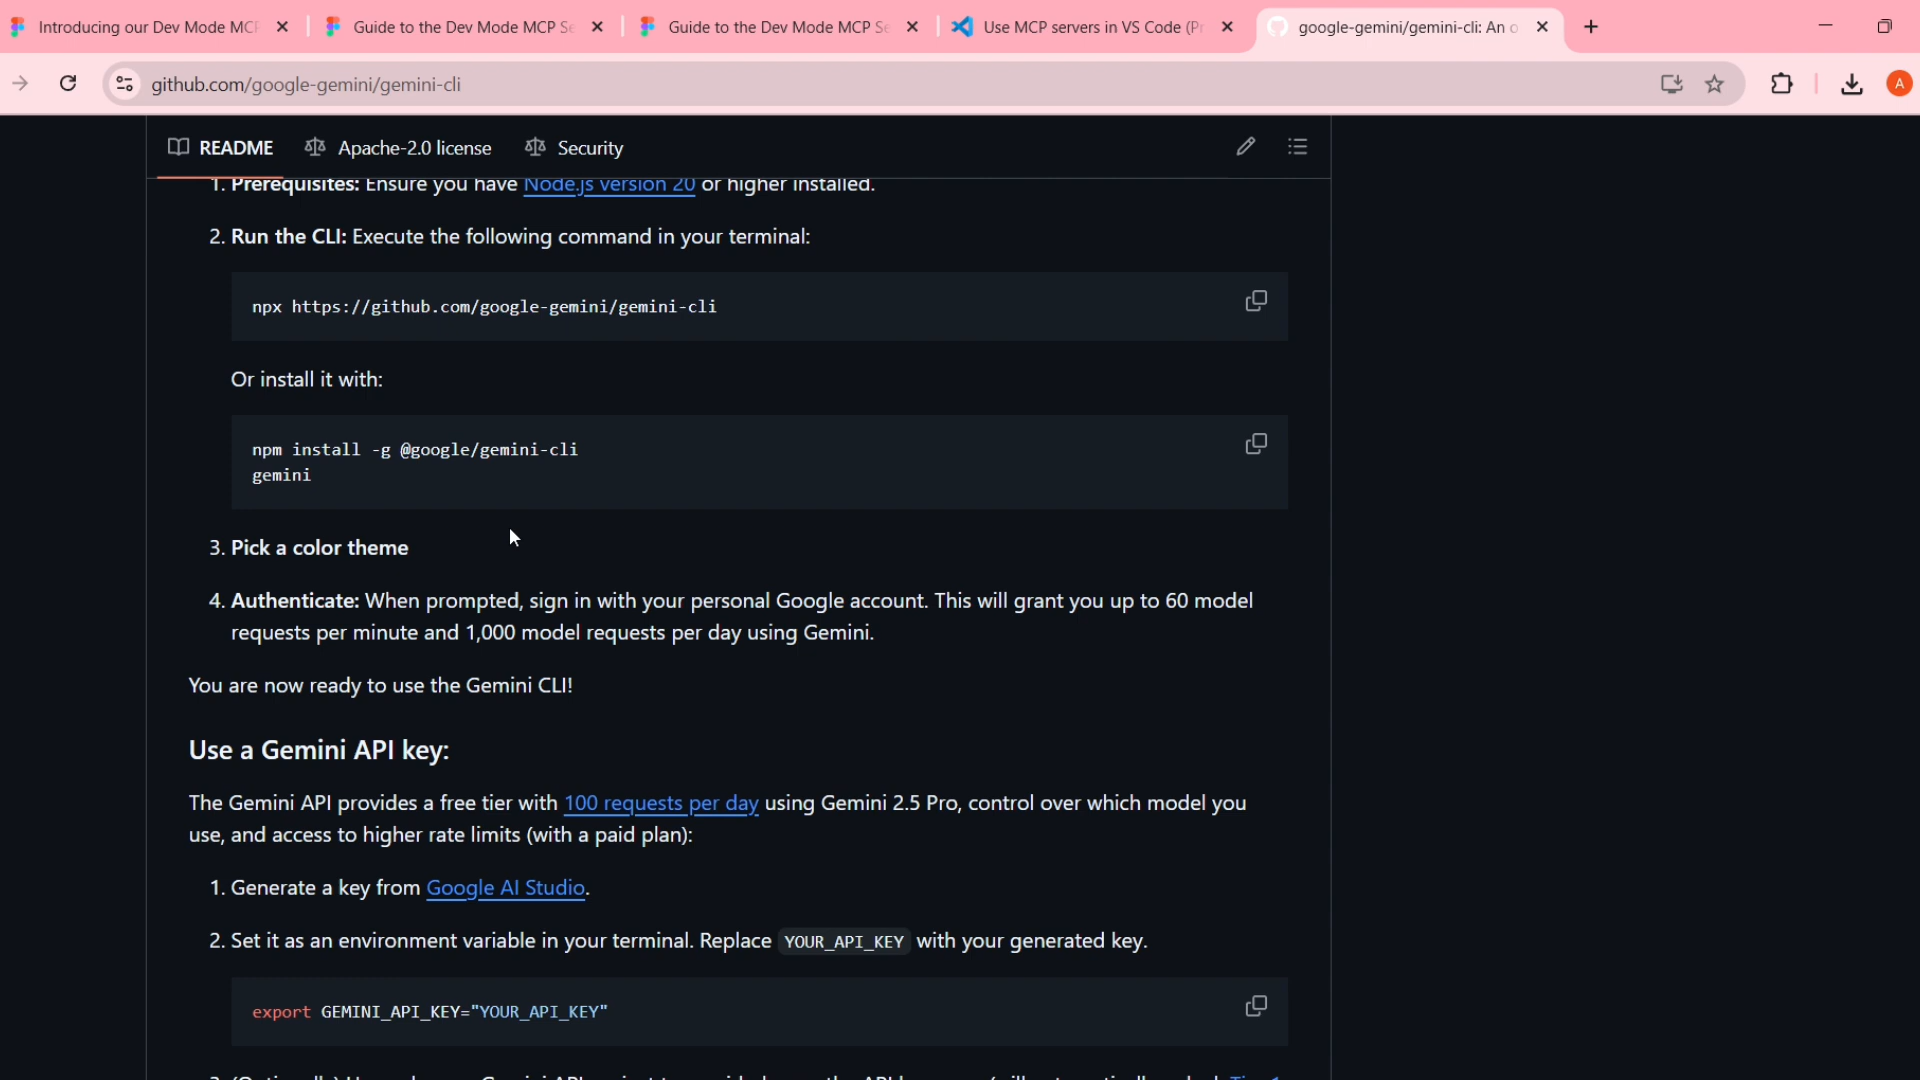 Introducing our Dev Mode MCP
Guide to the Dev Mode MCP Se
Guide to the Dev Mode MCP Se
Use MCP servers in VS Code (Pr
google-gemini/gemini-cli: An o
github.com/google-gemini/gemini-cli
A
README
Apache-2.0 license
Security
1. Prerequisites: Ensure you have Node.js version 20 or higher installed.
2. Run the CLI: Execute the following command in your terminal:
npx https://github.com/google-gemini/gemini-cli
Or install it with:
npm install -g @google/gemini-cli
gemini
3. Pick a color theme
4. Authenticate: When prompted, sign in with your personal Google account. This will grant you up to 60 model
requests per minute and 1,000 model requests per day using Gemini.
You are now ready to use the Gemini CLI!
Use a Gemini API key:
The Gemini API provides a free tier with 100 requests per day using Gemini 2.5 Pro, control over which model you
use, and access to higher rate limits (with a paid plan):
1. Generate a key from Google AI Studio.
2. Set it as an environment variable in your terminal. Replace YOUR_API_KEY with your generated key.
export GEMINI_API_KEY="YOUR_API_KEY"